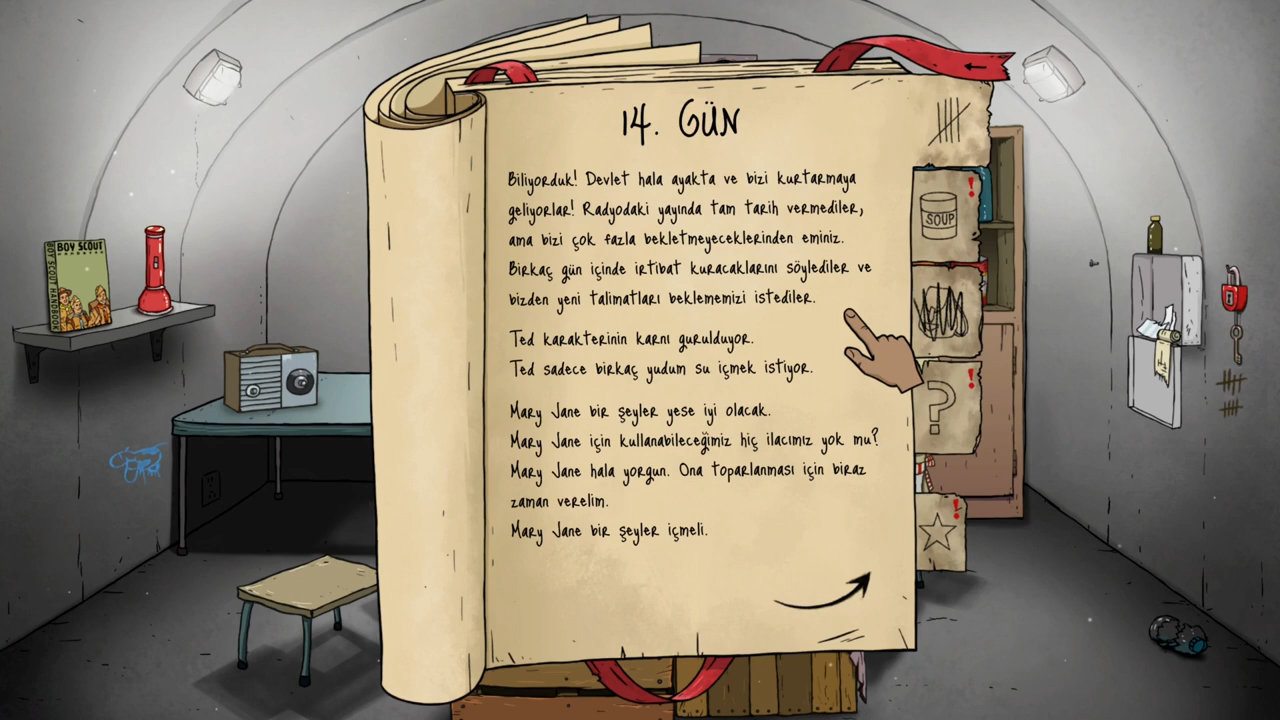 14. GÜN
Biliyorduk! Devlet hala ayakta ve bizi kurtarmaya
geliyorlar! Radyodaki yayında tam tarih vermediler,
ama bizi çok fazla bekletmeyeceklerinden eminiz.
Birkaç gün içinde irtibat kuracaklarını söylediler ve
bizden yeni talimatları beklememizi istediler.
Ted karakterinin karnı gurulduyor.
Ted sadece birkaç yudum su içmek istiyor.
Mary Jane bir şeyler yese iyi olacak.
Mary Jane için kullanabileceğimiz hiç ilacımız yok mu?
Mary Jane hala yorgun. Ona toparlanması için biraz
zaman verelim.
Mary Jane bir şeyler içmeli.
!
SOUP
!
?
!
BOY SCOUT
BOY SCOUT HANDBOOK